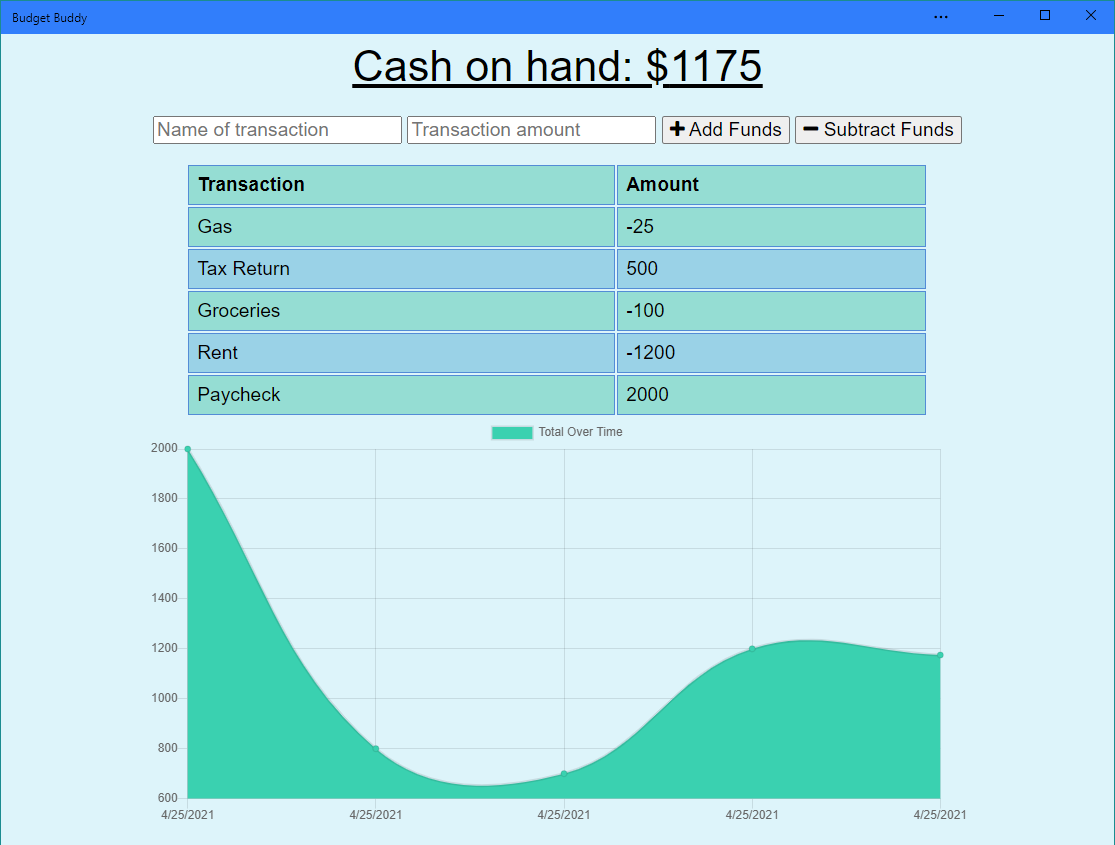 Budget Buddy
Cash on hand: $1175
Name of transaction Transaction amount Add Funds Subtract Funds
Transaction Amount
Gas -25
Tax Return 500
Groceries -100
Rent -1200
Paycheck 2000
Total Over Time
2000
1800
1600
1400
1200
1000
800
600
4/25/2021 4/25/2021 4/25/2021 4/25/2021 4/25/2021